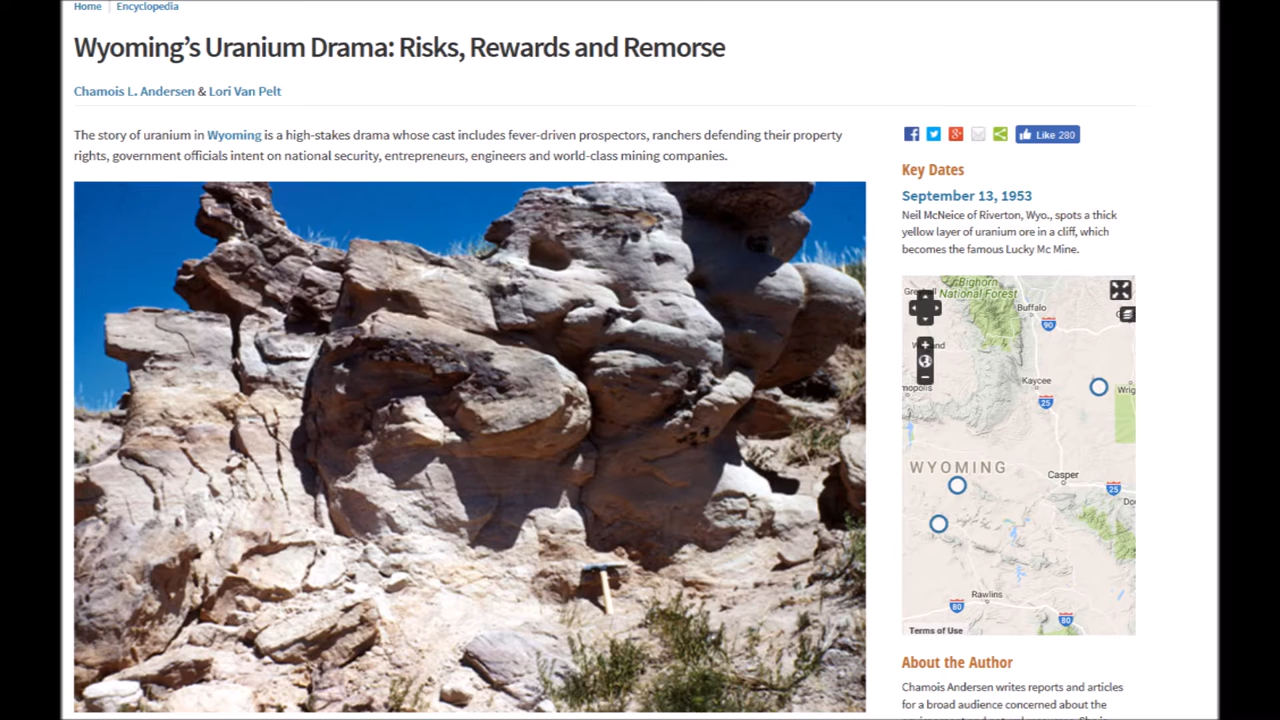 Home Encyclopedia
Wyoming's Uranium Drama: Risks, Rewards and Remorse
Chamois L. Andersen & Lori Van Pelt
The story of uranium in Wyoming is a high-stakes drama whose cast includes fever-driven prospectors, ranchers defending their property
rights, government officials intent on national security, entrepreneurs, engineers and world-class mining companies.
Like 280
Key Dates
September 13, 1953
Neil McNeice of Riverton, Wyo., spots a thick
yellow layer of uranium ore in a cliff, which
becomes the famous Lucky Mc Mine.
Bighorn
National Forest
Buffalo
90
Kaycee
25
Wrig
WYOMING
Casper
25
Rawlins
80
80
Terms of Use
About the Author
Chamois Andersen writes reports and articles
for a broad audience concerned about the